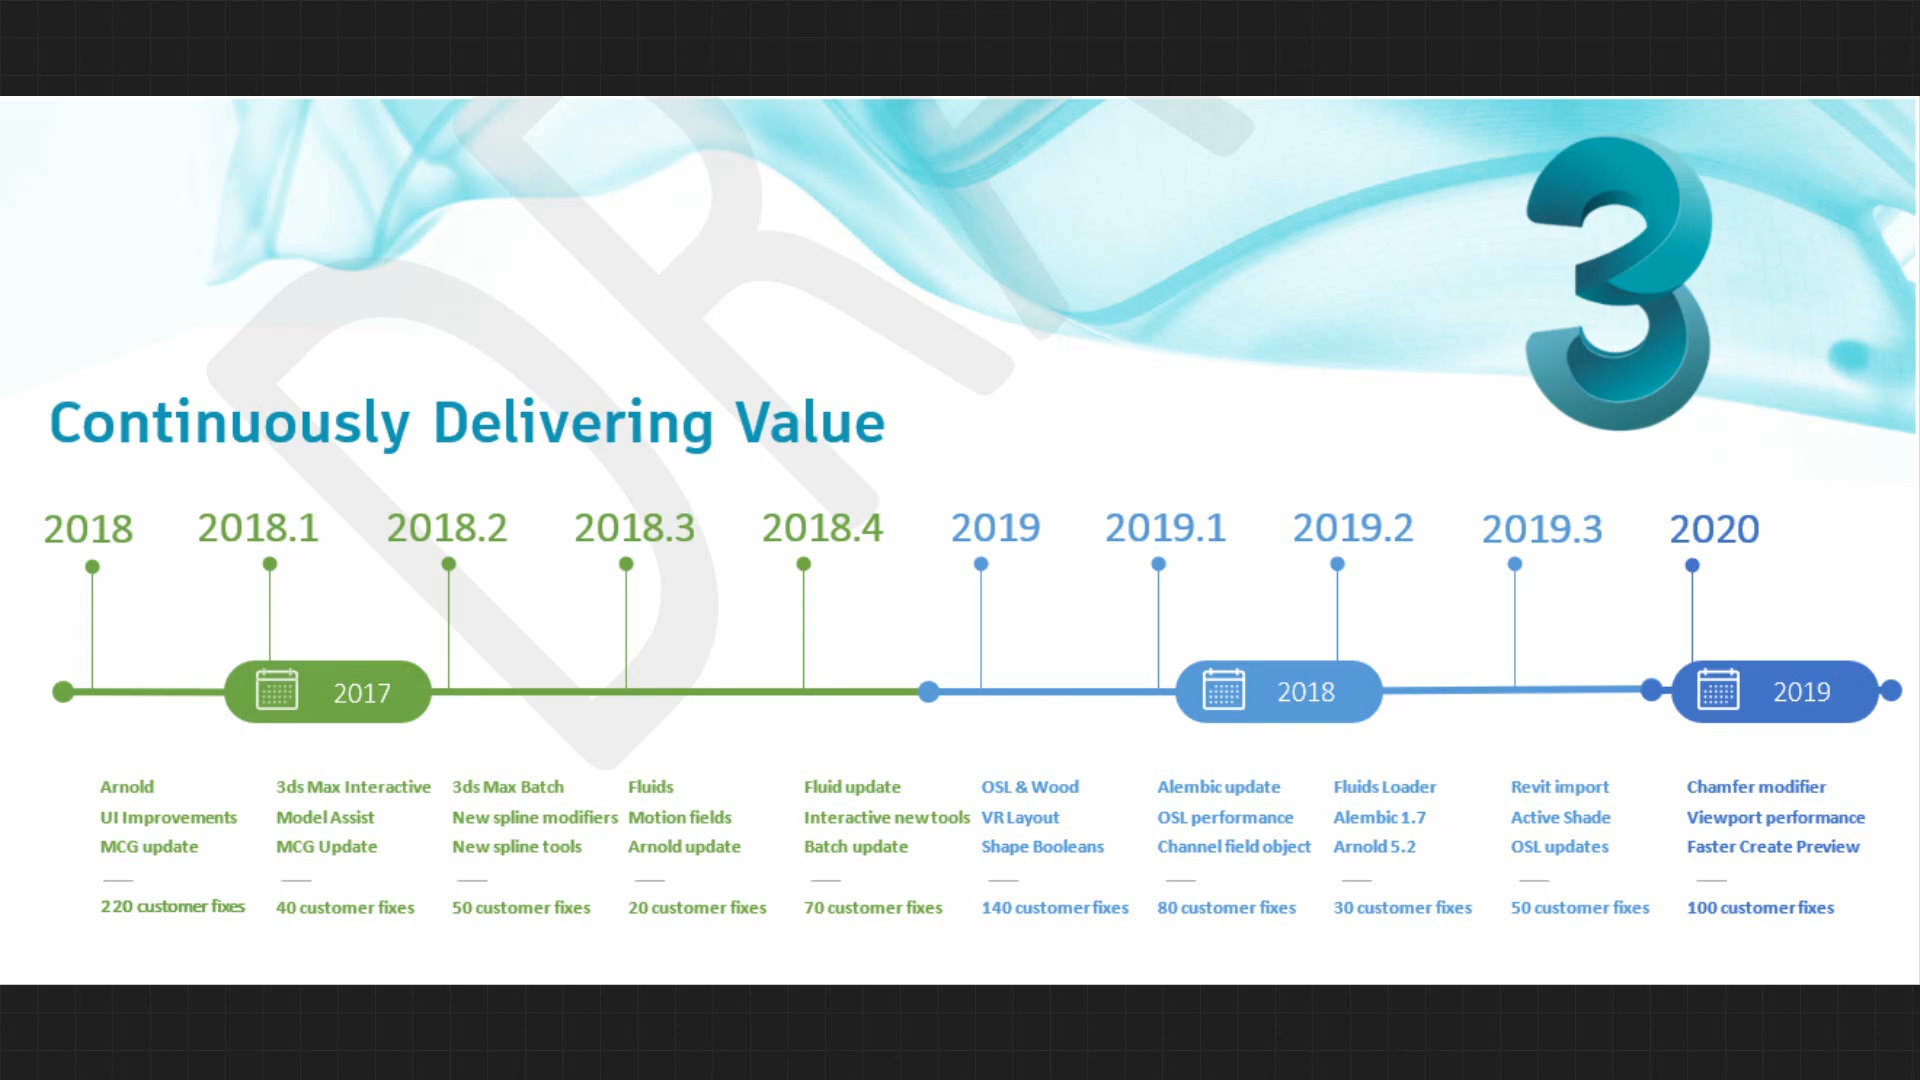 DR
3
Continuously Delivering Value
2018 2018.1 2018.2 2018.3 2018.4 2019 2019.1 2019.2 2019.3 2020
2017 2018 2019
Arnold
UI Improvements
MCG update
220 customer fixes
3ds Max Interactive
Model Assist
MCG Update
40 customer fixes
3ds Max Batch
New spline modifiers
New spline tools
50 customer fixes
Fluids
Motion fields
Arnold update
20 customer fixes
Fluid update
Interactive new tools
Batch update
70 customer fixes
OSL & Wood
VR Layout
Shape Booleans
140 customer fixes
Alembic update
OSL performance
Channel field object
80 customer fixes
Fluids Loader
Alembic 1.7
Arnold 5.2
30 customer fixes
Revit import
Active Shade
OSL updates
50 customer fixes
Chamfer modifier
Viewport performance
Faster Create Preview
100 customer fixes